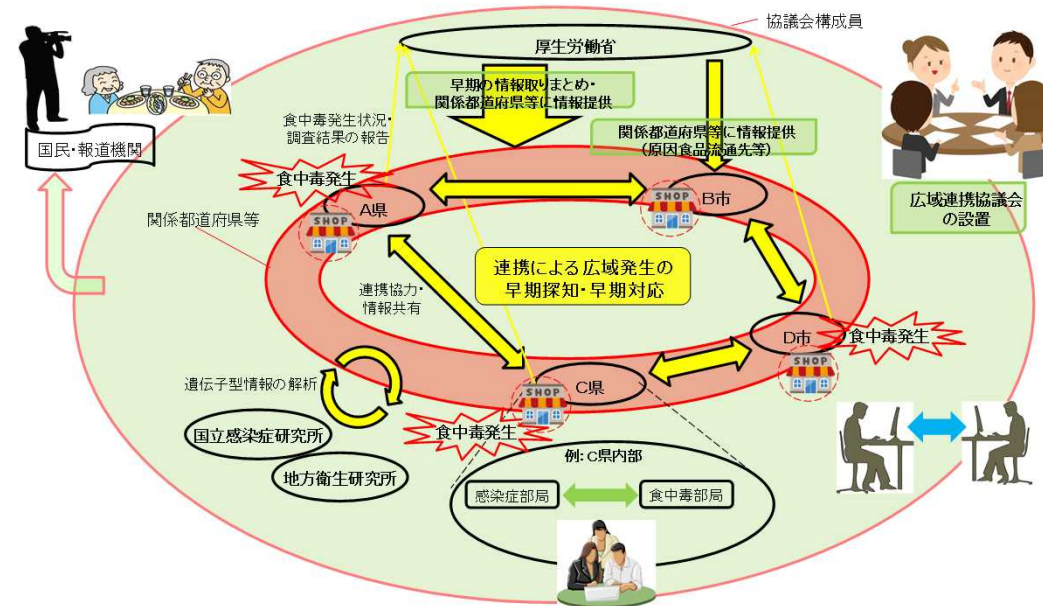 協議会構成員
厚生労働省
早期の情報取りまとめ・
関係都道府県等に情報提供
食中毒発生状況・
調査結果の報告
関係都道府県等に情報提供
(原因食品流通先等)
国民・報道機関
食中毒発生
A県
SHOP
B市
SHOP
広域連携協議会
の設置
関係都道府県等
連携による広域発生の
早期探知・早期対応
連携協力・
情報共有
D市
食中毒発生
SHOP
遺伝子型情報の解析
C県
SHOP
食中毒発生
国立感染症研究所
地方衛生研究所
例:C県内部
感染症部局
食中毒部局